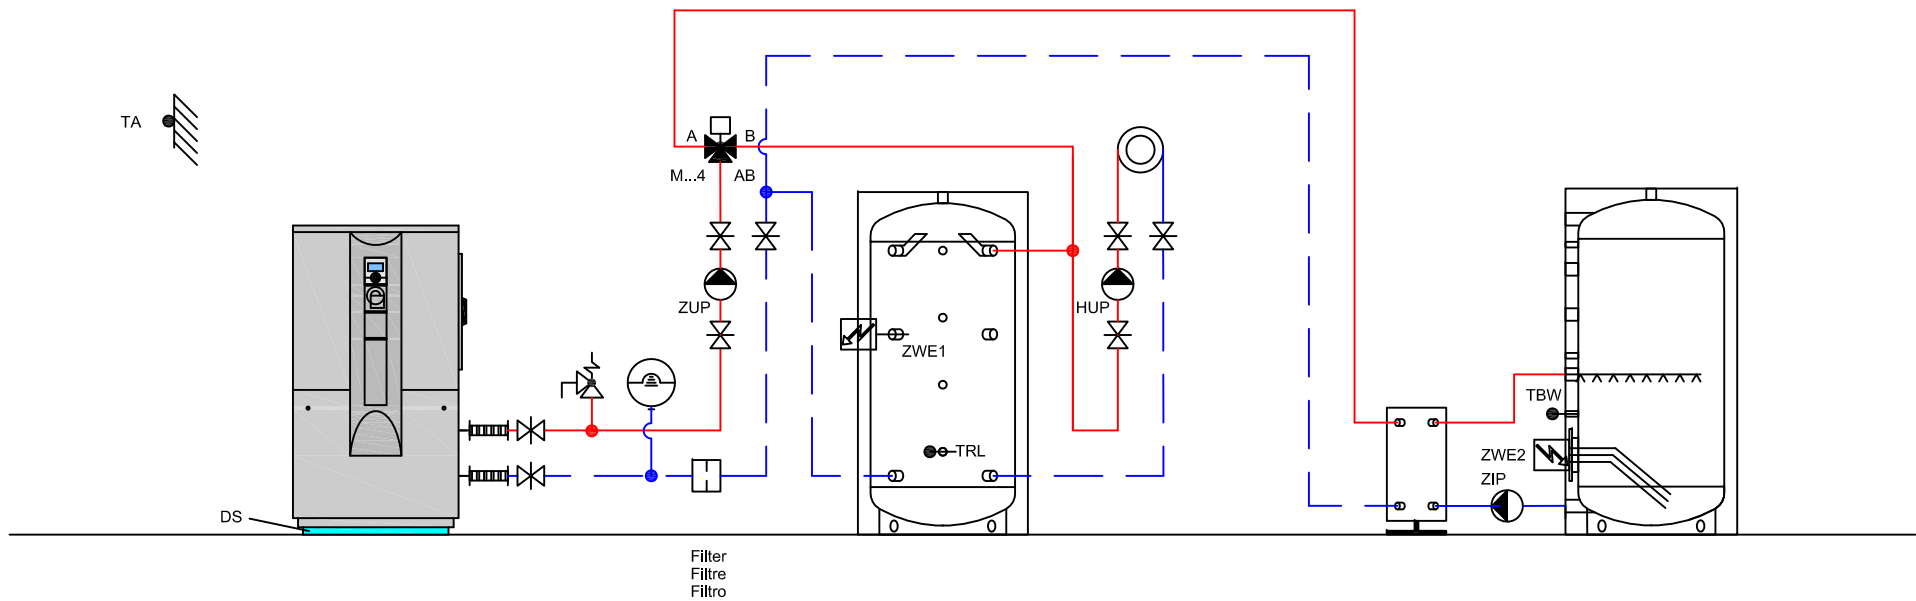 TA
A
B
M...4
AB
ZUP
HUP
ZWE1
TBW
TRL
ZWE2
ZIP
DS
Filter
Filtre
Filtro